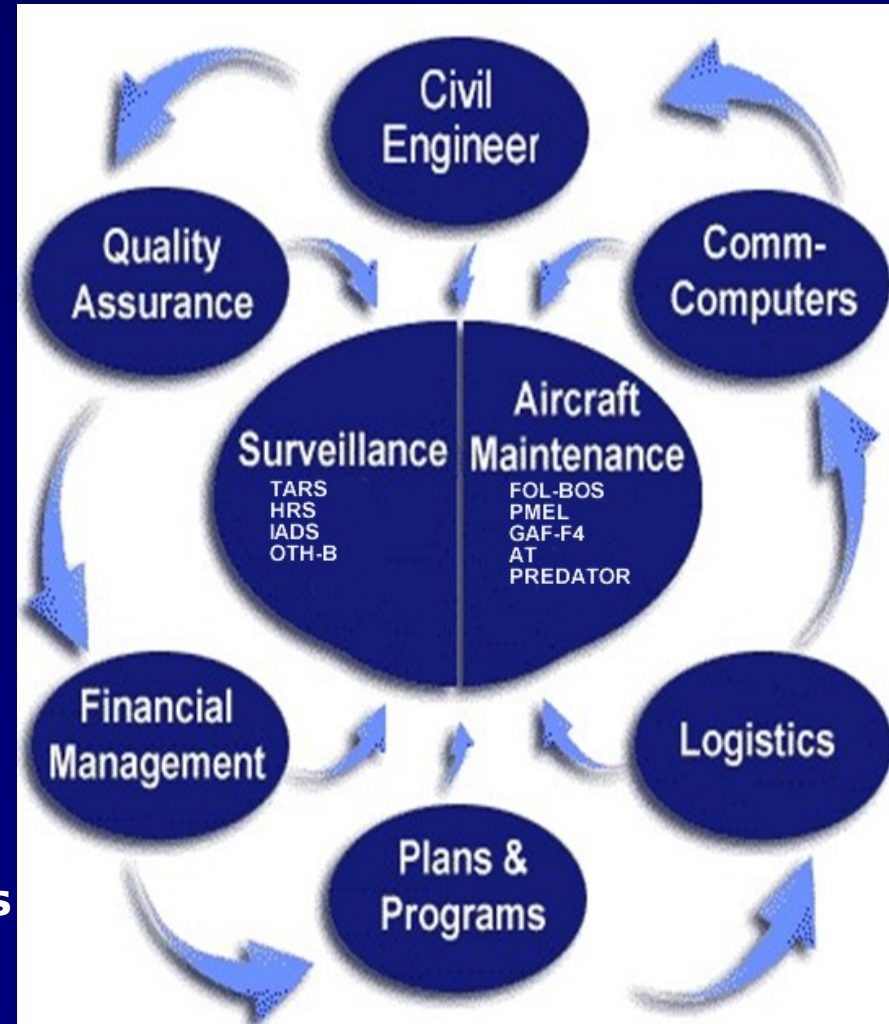 Civil
Engineer
Quality
Assurance
Comm-
Computers
Surveillance
TARS
HRS
IADS
OTH-B
Aircraft
Maintenance
FOL-BOS
PMEL
GAF-F4
AT
PREDATOR
Financial
Management
Logistics
Plans &
Programs
s